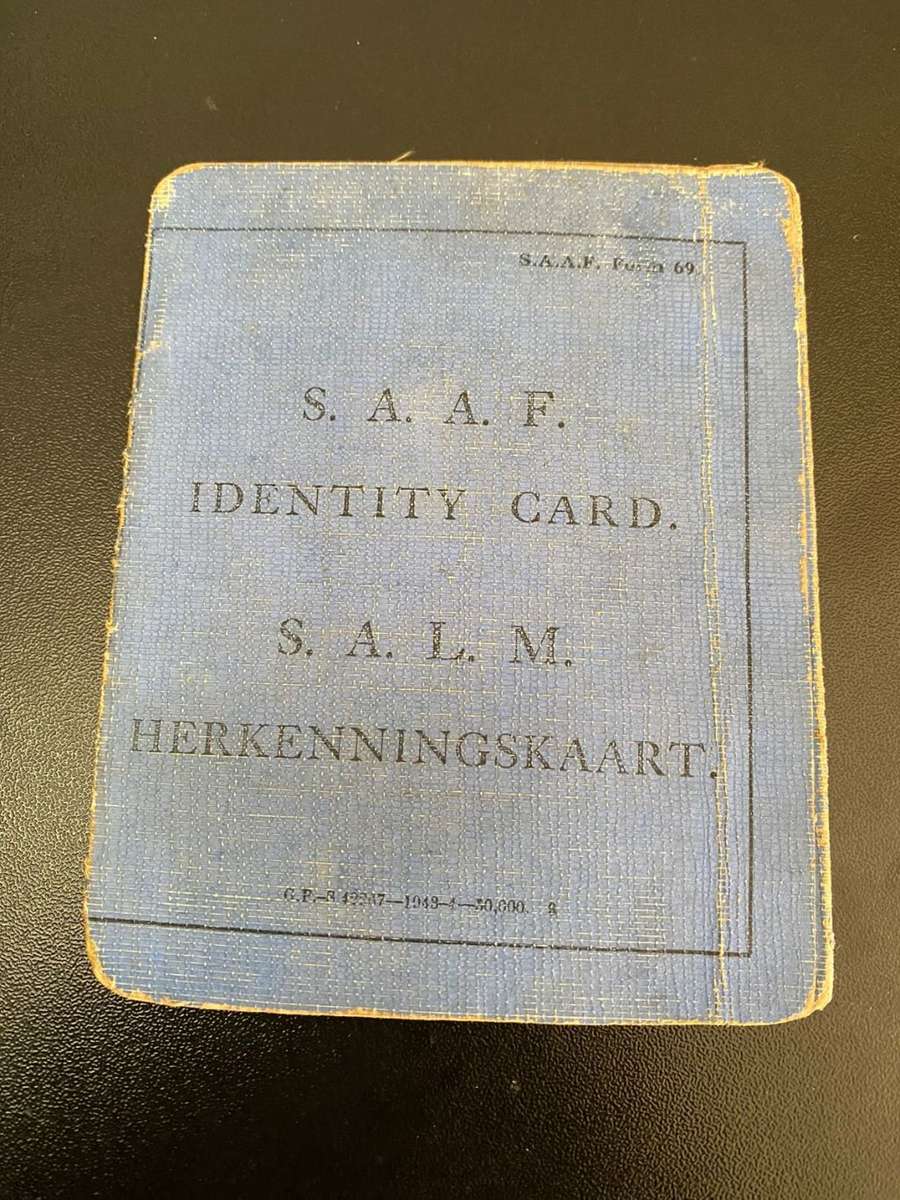 S.A.A.F. Form 69.
S. A. A. F.
IDENTITY CARD.
S. A. L. M.
HERKENNINGSKAART.
G.P.-S.